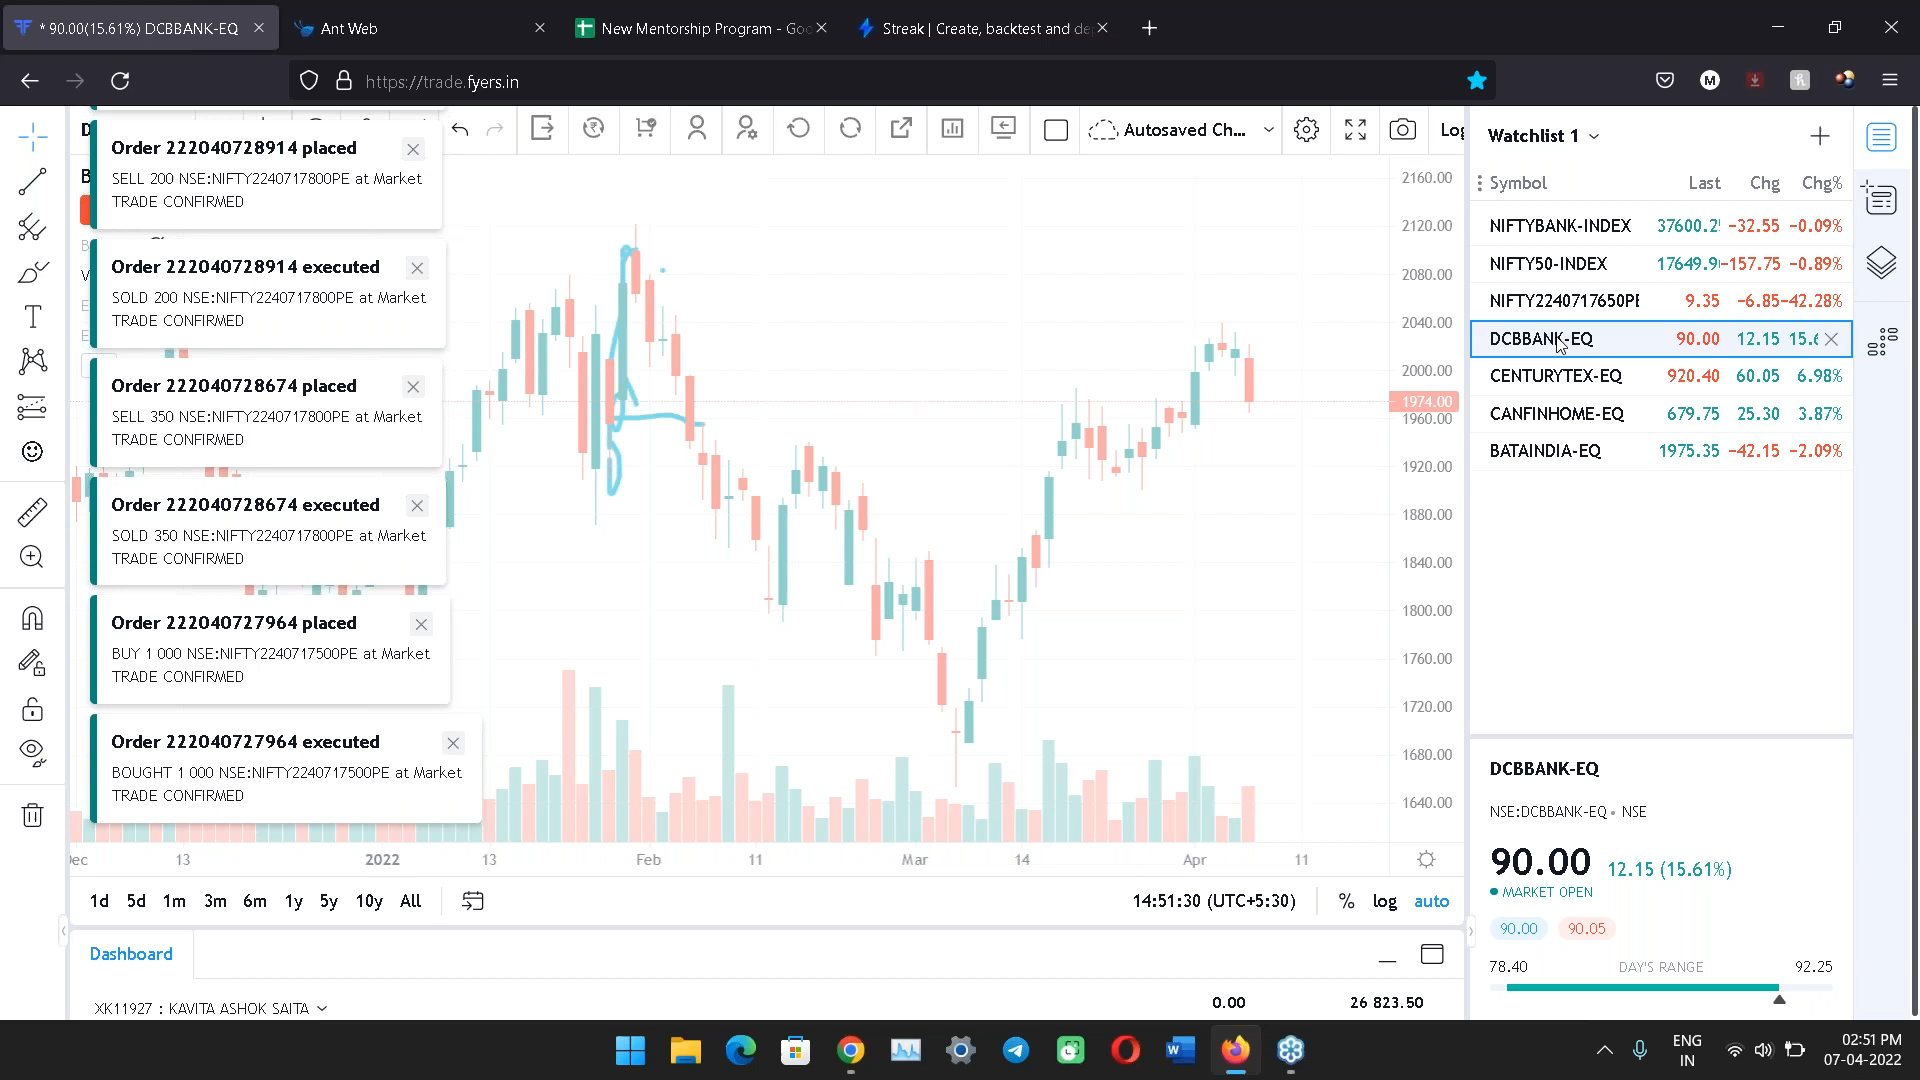 * 90.00(15.61%) DCBBANK-EQ
Ant Web
New Mentorship Program - Goo
Streak | Create, backtest and de
https://trade.fyers.in
M
Autosaved Ch...
Log
Order 222040728914 placed
SELL 200 NSE:NIFTY2240717800PE at Market
TRADE CONFIRMED
Order 222040728914 executed
SOLD 200 NSE:NIFTY2240717800PE at Market
TRADE CONFIRMED
Order 222040728674 placed
SELL 350 NSE:NIFTY2240717800PE at Market
TRADE CONFIRMED
Order 222040728674 executed
SOLD 350 NSE:NIFTY2240717800PE at Market
TRADE CONFIRMED
Order 222040727964 placed
BUY 1 000 NSE:NIFTY2240717500PE at Market
TRADE CONFIRMED
Order 222040727964 executed
BOUGHT 1 000 NSE:NIFTY2240717500PE at Market
TRADE CONFIRMED
2160.00
2120.00
2080.00
2040.00
2000.00
1974.00
1960.00
1920.00
1880.00
1840.00
1800.00
1760.00
1720.00
1680.00
1640.00
13 2022 13 Feb 11 Mar 14 Apr 11
1d 5d 1m 3m 6m 1y 5y 10y All
14:51:30 (UTC+5:30) % log auto
Dashboard
XK11927 : KAVITA ASHOK SAITA 0.00 26 823.50
Watchlist 1
Symbol Last Chg Chg%
NIFTYBANK-INDEX 37600.2 -32.55 -0.09%
NIFTY50-INDEX 17649.9 -157.75 -0.89%
NIFTY2240717650PE 9.35 -6.85 -42.28%
DCBBANK-EQ 90.00 12.15 15.6
CENTURYTEX-EQ 920.40 60.05 6.98%
CANFINHOME-EQ 679.75 25.30 3.87%
BATAINDIA-EQ 1975.35 -42.15 -2.09%
DCBBANK-EQ
NSE:DCBBANK-EQ • NSE
90.00 12.15 (15.61%)
MARKET OPEN
90.00 90.05
78.40 DAY'S RANGE 92.25
ENG
IN
02:51 PM
07-04-2022